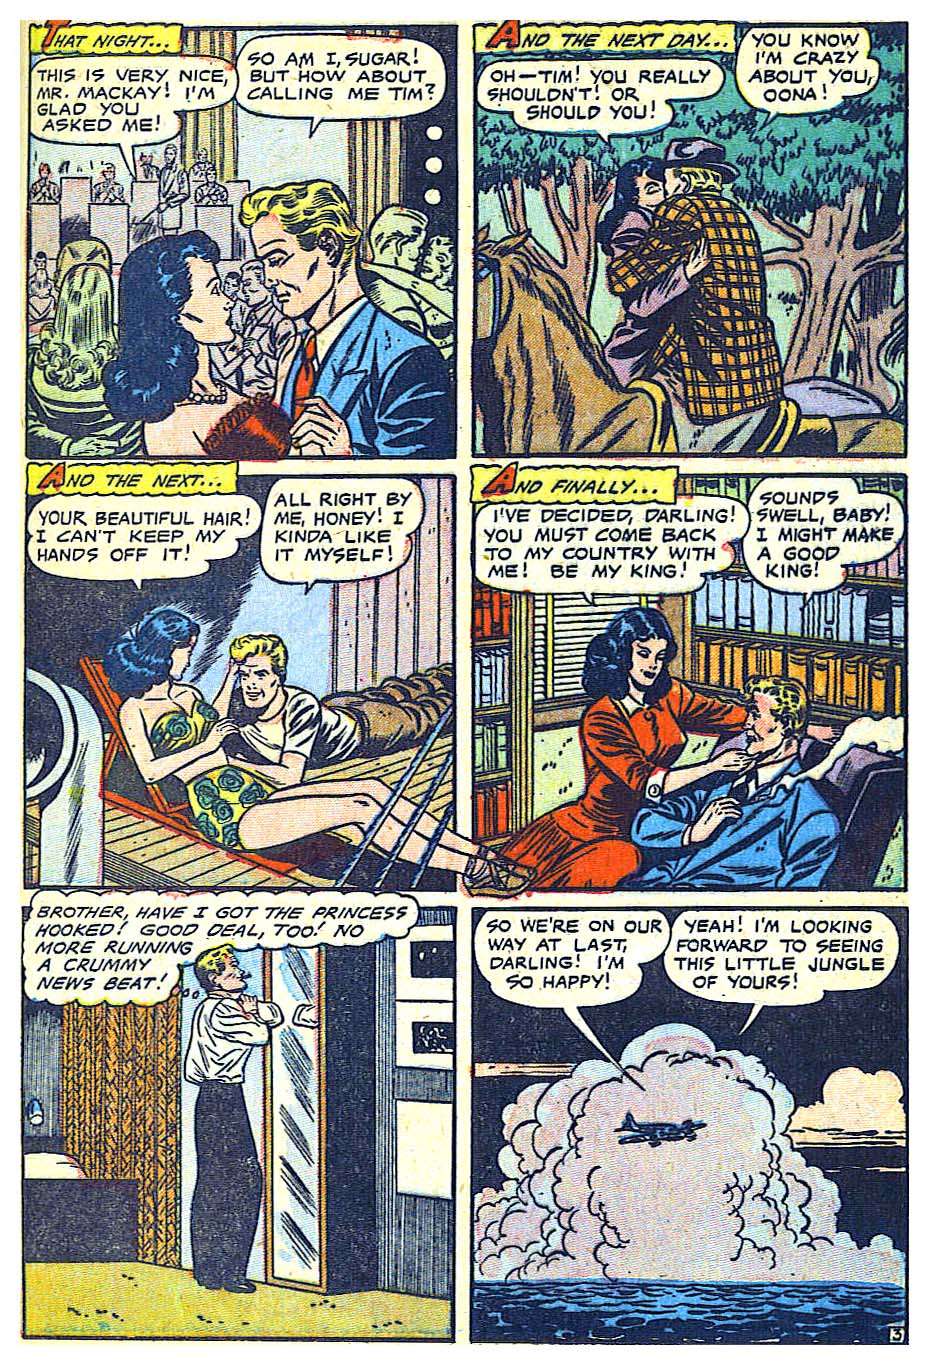 THAT NIGHT...
THIS IS VERY NICE,
MR. MACKAY! I'M
GLAD YOU
ASKED ME!
SO AM I, SUGAR!
BUT HOW ABOUT
CALLING ME TIM?
AND THE NEXT DAY...
OH-TIM! YOU REALLY
SHOULDN'T! OR
SHOULD YOU!
YOU KNOW
I'M CRAZY
ABOUT YOU,
OONA!
AND THE NEXT...
YOUR BEAUTIFUL HAIR!
I CAN'T KEEP MY
HANDS OFF IT!
ALL RIGHT BY
ME, HONEY! I
KINDA LIKE
IT MYSELF!
AND FINALLY...
I'VE DECIDED, DARLING!
YOU MUST COME BACK
TO MY COUNTRY WITH
ME! BE MY KING!
SOUNDS
SWELL, BABY!
I MIGHT MAKE
A GOOD
KING!
BROTHER, HAVE I GOT THE PRINCESS
HOOKED! GOOD DEAL, TOO! NO
MORE RUNNING
A CRUMMY
NEWS BEAT!
SO WE'RE ON OUR
WAY AT LAST,
DARLING! I'M
SO HAPPY!
YEAH! I'M LOOKING
FORWARD TO SEEING
THIS LITTLE JUNGLE
OF YOURS!
3